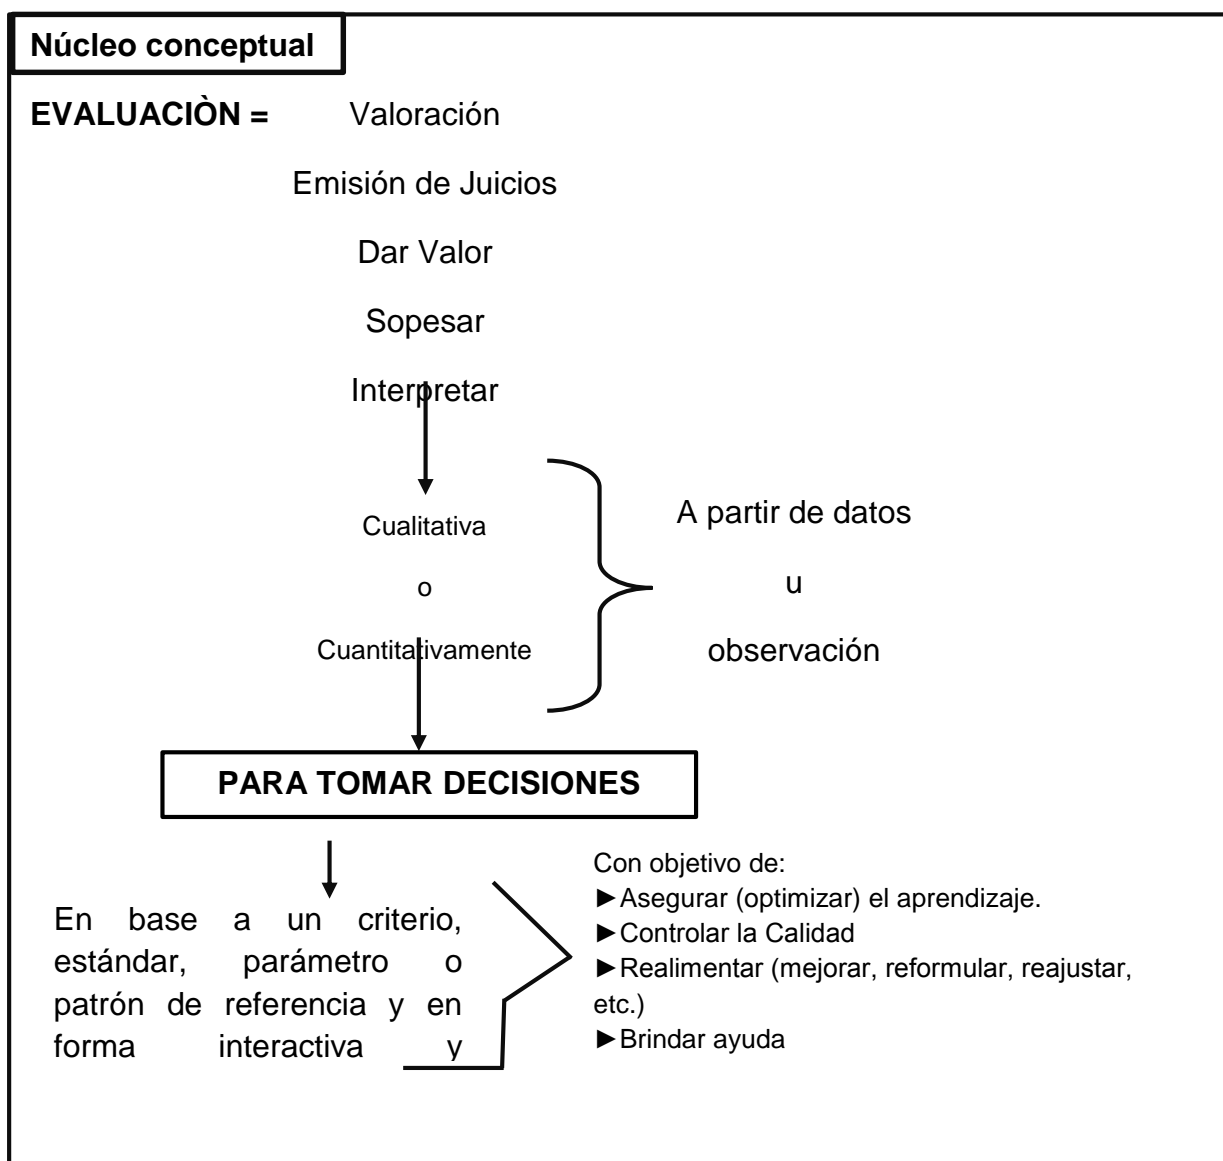 Núcleo conceptual
EVALUACIÒN = Valoración
Emisión de Juicios
Dar Valor
Sopesar
Interpretar
Cualitativa
o
Cuantitativamente
A partir de datos
u
observación
PARA TOMAR DECISIONES
En base a un criterio,
estándar, parámetro o
patrón de referencia y en
forma interactiva y
Con objetivo de:
►Asegurar (optimizar) el aprendizaje.
►Controlar la Calidad
►Realimentar (mejorar, reformular, reajustar,
etc.)
►Brindar ayuda